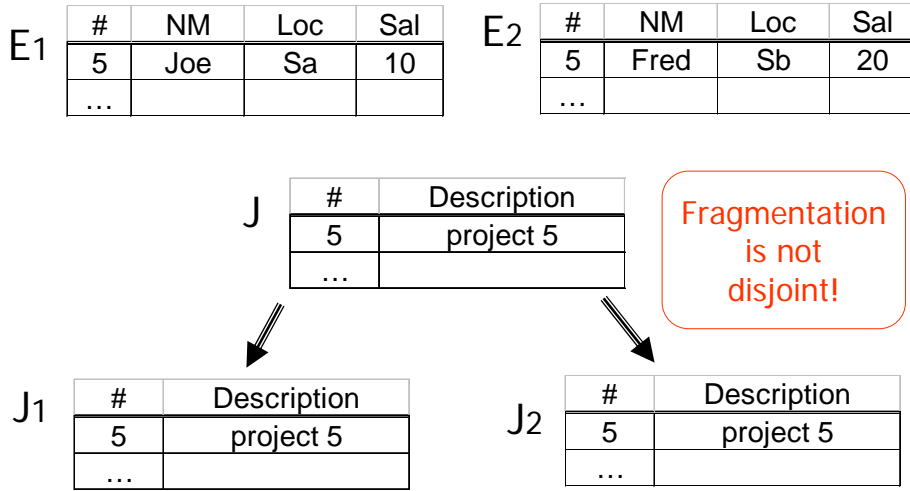 E1
# NM Loc Sal
5 Joe Sa 10
…
E2
# NM Loc Sal
5 Fred Sb 20
…
J
# Description
5 project 5
…
Fragmentation
is not
disjoint!
J1
# Description
5 project 5
…
J2
# Description
5 project 5
…